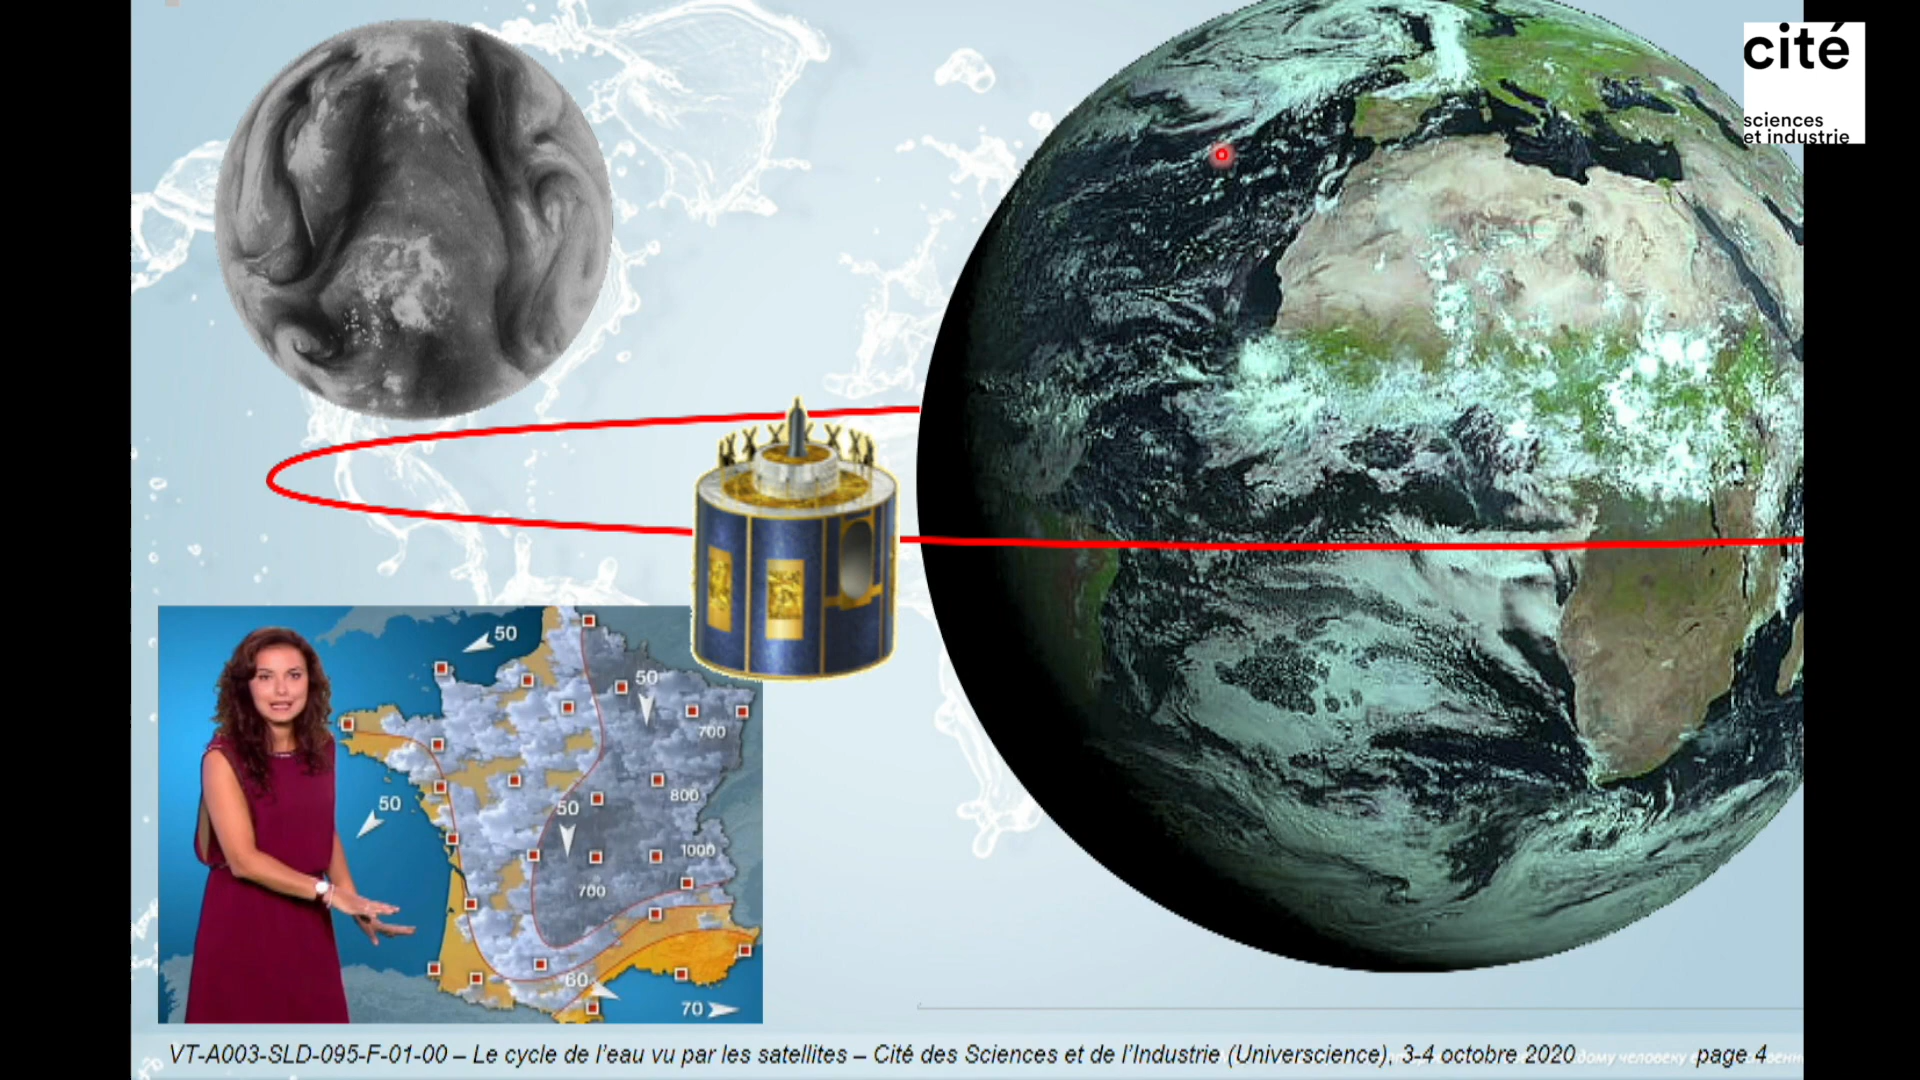 cité
sciences
et industrie
50
50
700
800
50
50
1000
700
60
70
VT-A003-SLD-095-F-01-00 – Le cycle de l’eau vu par les satellites – Cité des Sciences et de l’Industrie (Universcience), 3-4 octobre 2020 page 4